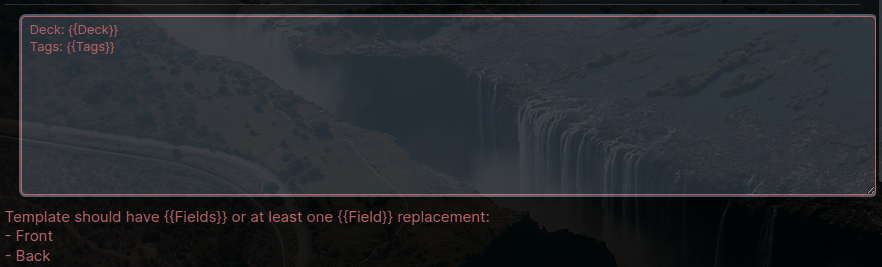 Deck: {{Deck}}
Tags: {{Tags}}
Template should have {{Fields}} or at least one {{Field}} replacement:
- Front
- Back